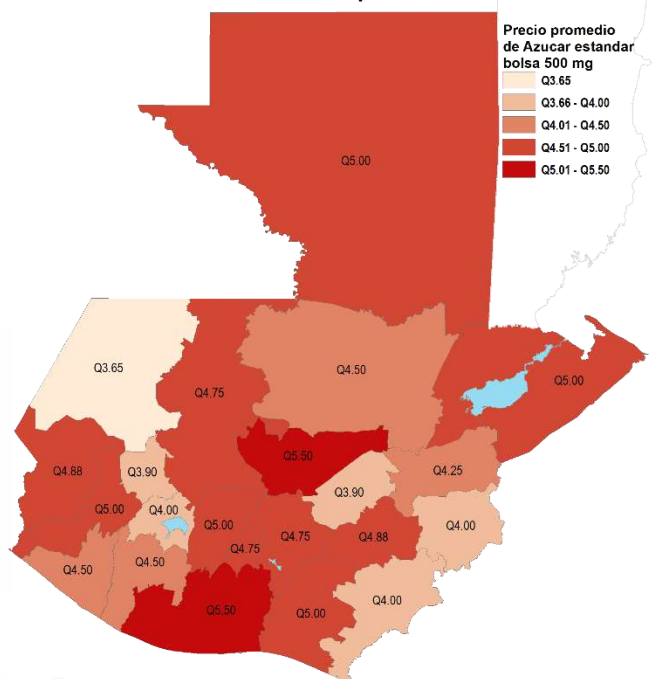 Precio promedio
de Azucar estandar
bolsa 500 mg
Q3.65
Q3.66 - Q4.00
Q4.01 - Q4.50
Q4.51 - Q5.00
Q5.01 - Q5.50
Q5.00
Q3.65
Q4.75
Q4.50
Q5.00
Q5.50
Q4.88
Q3.90
Q4.25
Q3.90
Q5.00
Q4.00
Q5.00
Q4.75
Q4.88
Q4.00
Q4.75
Q4.50
Q4.50
Q4.00
Q5.50
Q5.00